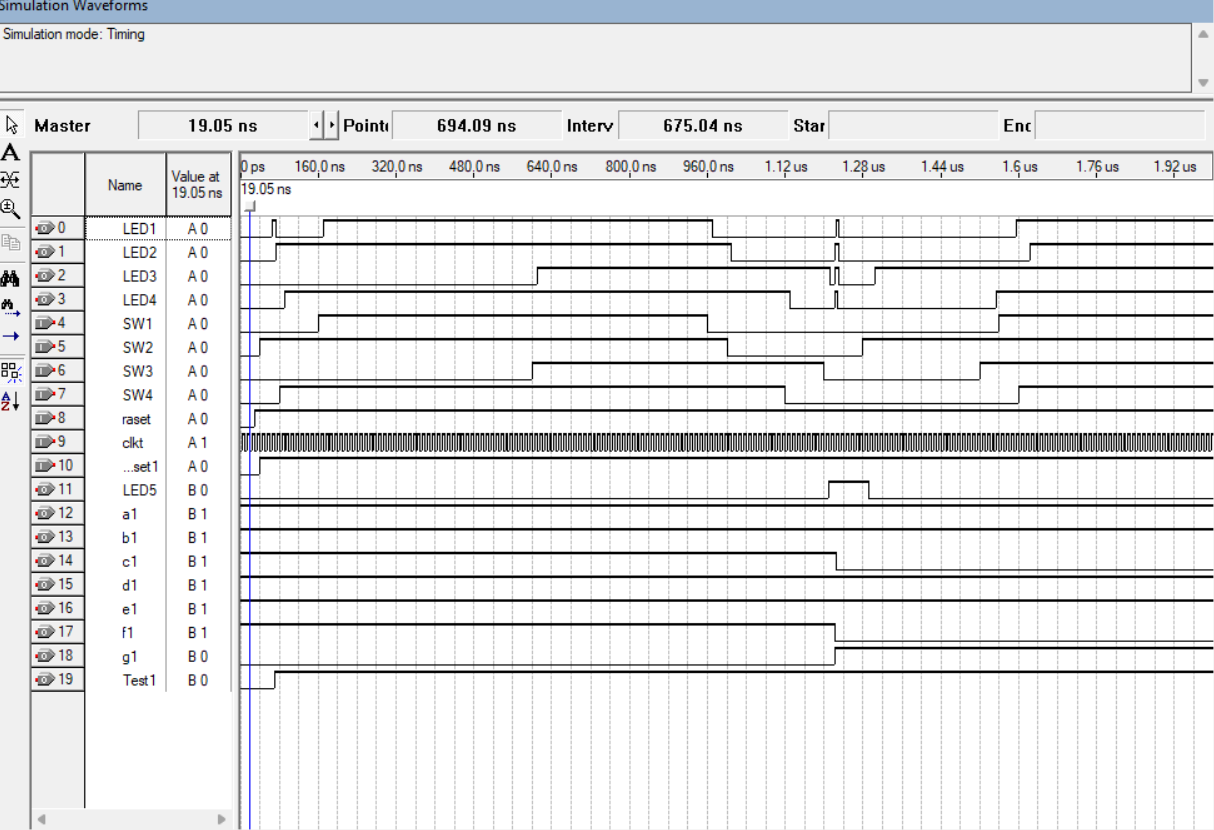 Simulation Waveforms
Simulation mode: Timing
Master 19.05 ns Pointe 694.09 ns Interv 675.04 ns Star End
Name Value at 19.05 ns
0 ps 160.0 ns 320.0 ns 480.0 ns 640.0 ns 800.0 ns 960.0 ns 1.12 us 1.28 us 1.44 us 1.6 us 1.76 us 1.92 us
19.05 ns
0 LED1 A 0
1 LED2 A 0
2 LED3 A 0
3 LED4 A 0
4 SW1 A 0
5 SW2 A 0
6 SW3 A 0
7 SW4 A 0
8 raset A 0
9 clkt A 1
10 ...set1 A 0
11 LED5 B 0
12 a1 B 1
13 b1 B 1
14 c1 B 1
15 d1 B 1
16 e1 B 1
17 f1 B 1
18 g1 B 0
19 Test1 B 0